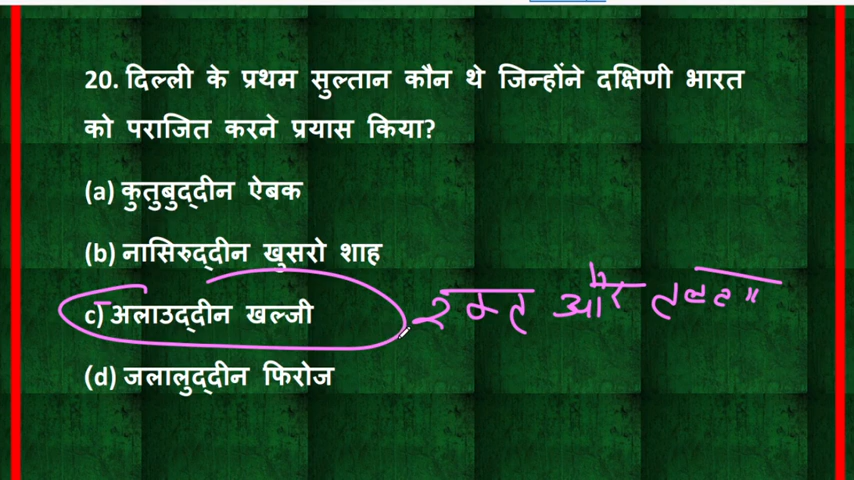 20. दिल्ली के प्रथम सुल्तान कौन थे जिन्होंने दक्षिणी भारत
को पराजित करने प्रयास किया?
(a) कुतुबुद्दीन ऐबक
(b) नासिरुद्दीन खुसरो शाह
c) अलाउद्दीन खल्जी
(d) जलालुद्दीन फिरोज